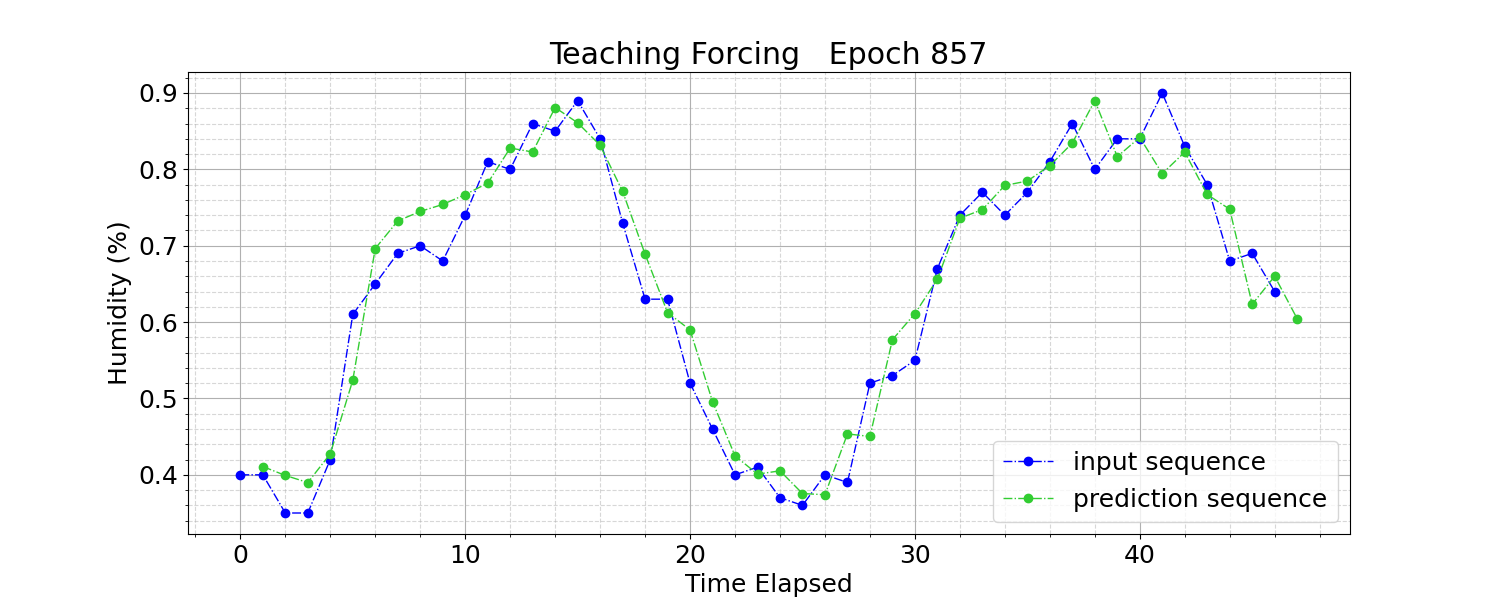 Teaching Forcing   Epoch 857
Humidity (%)
0.9
0.8
0.7
0.6
0.5
0.4
input sequence
prediction sequence
0 10 20 30 40
Time Elapsed